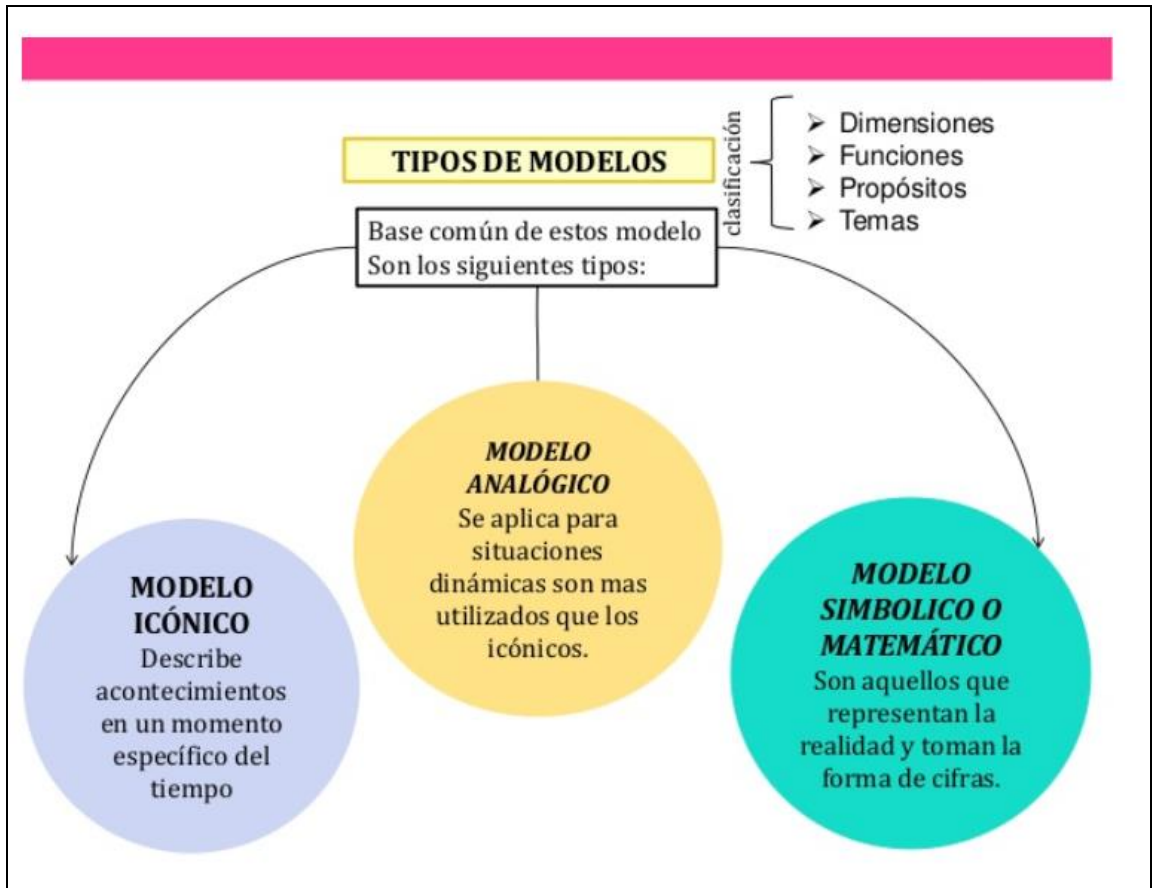 TIPOS DE MODELOS
clasificación
➢ Dimensiones
➢ Funciones
➢ Propósitos
➢ Temas
Base común de estos modelo
Son los siguientes tipos:
MODELO
ICÓNICO
Describe
acontecimientos
en un momento
específico del
tiempo
MODELO
ANALÓGICO
Se aplica para
situaciones
dinámicas son mas
utilizados que los
icónicos.
MODELO
SIMBOLICO O
MATEMÁTICO
Son aquellos que
representan la
realidad y toman la
forma de cifras.